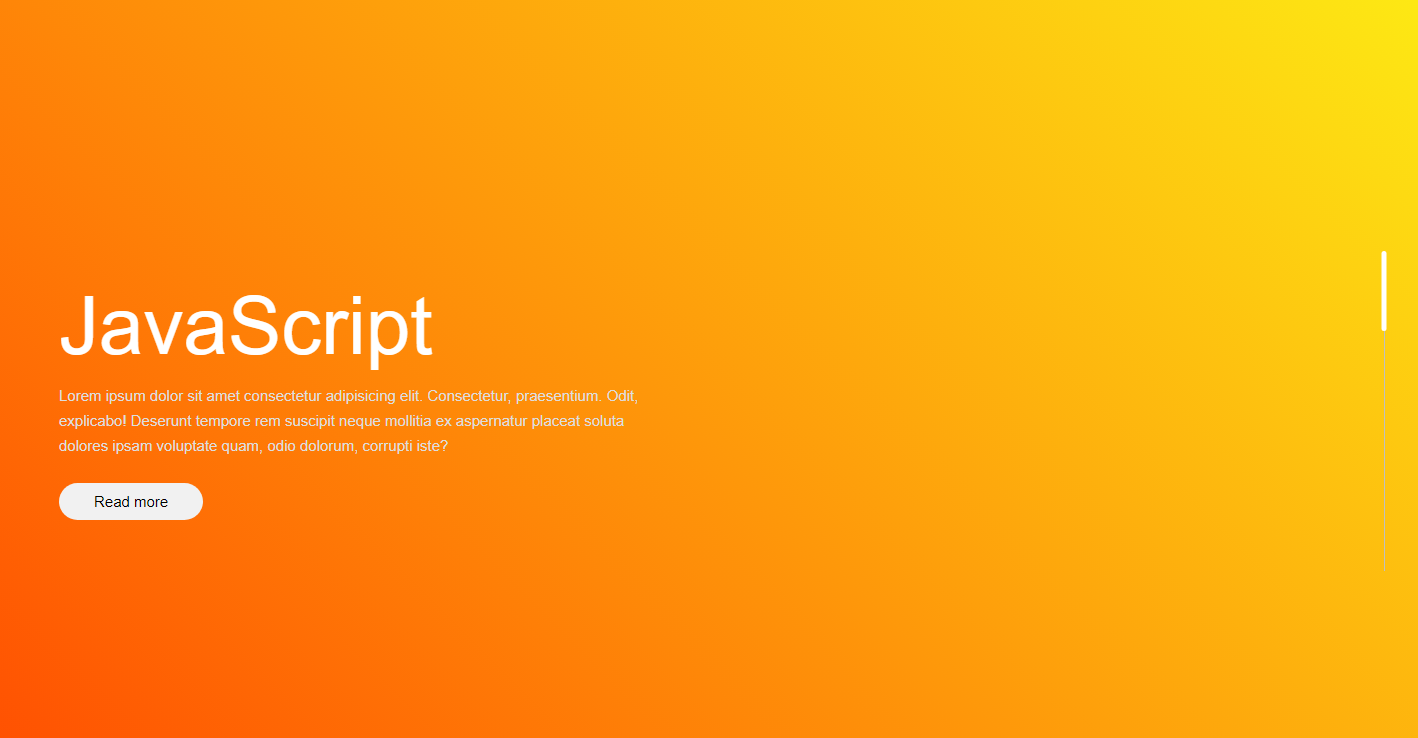 JavaScript
Lorem ipsum dolor sit amet consectetur adipisicing elit. Consectetur, praesentium. Odit,
explicabo! Deserunt tempore rem suscipit neque mollitia ex aspernatur placeat soluta
dolores ipsam voluptate quam, odio dolorum, corrupti iste?
Read more